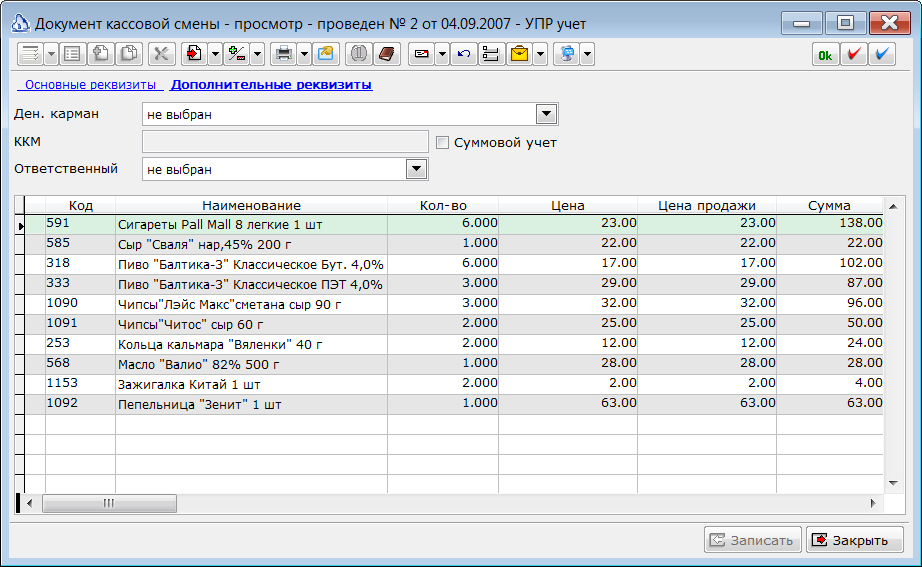 Документ кассовой смены - просмотр - проведен № 2 от 04.09.2007 - УПР учет
Ok
Основные реквизиты Дополнительные реквизиты
Ден. карман не выбран
ККМ Суммовой учет
Ответственный не выбран
Код Наименование Кол-во Цена Цена продажи Сумма
591 Сигареты Pall Mall 8 легкие 1 шт 6.000 23.00 23.00 138.00
585 Сыр "Сваля" нар,45% 200 г 1.000 22.00 22.00 22.00
318 Пиво "Балтика-3" Классическое Бут. 4,0% 6.000 17.00 17.00 102.00
333 Пиво "Балтика-3" Классическое ПЭТ 4,0% 3.000 29.00 29.00 87.00
1090 Чипсы"Лэйс Макс"сметана сыр 90 г 3.000 32.00 32.00 96.00
1091 Чипсы"Читос" сыр 60 г 2.000 25.00 25.00 50.00
253 Кольца кальмара "Вяленки" 40 г 2.000 12.00 12.00 24.00
568 Масло "Валио" 82% 500 г 1.000 28.00 28.00 28.00
1153 Зажигалка Китай 1 шт 2.000 2.00 2.00 4.00
1092 Пепельница "Зенит" 1 шт 1.000 63.00 63.00 63.00
Записать Закрыть